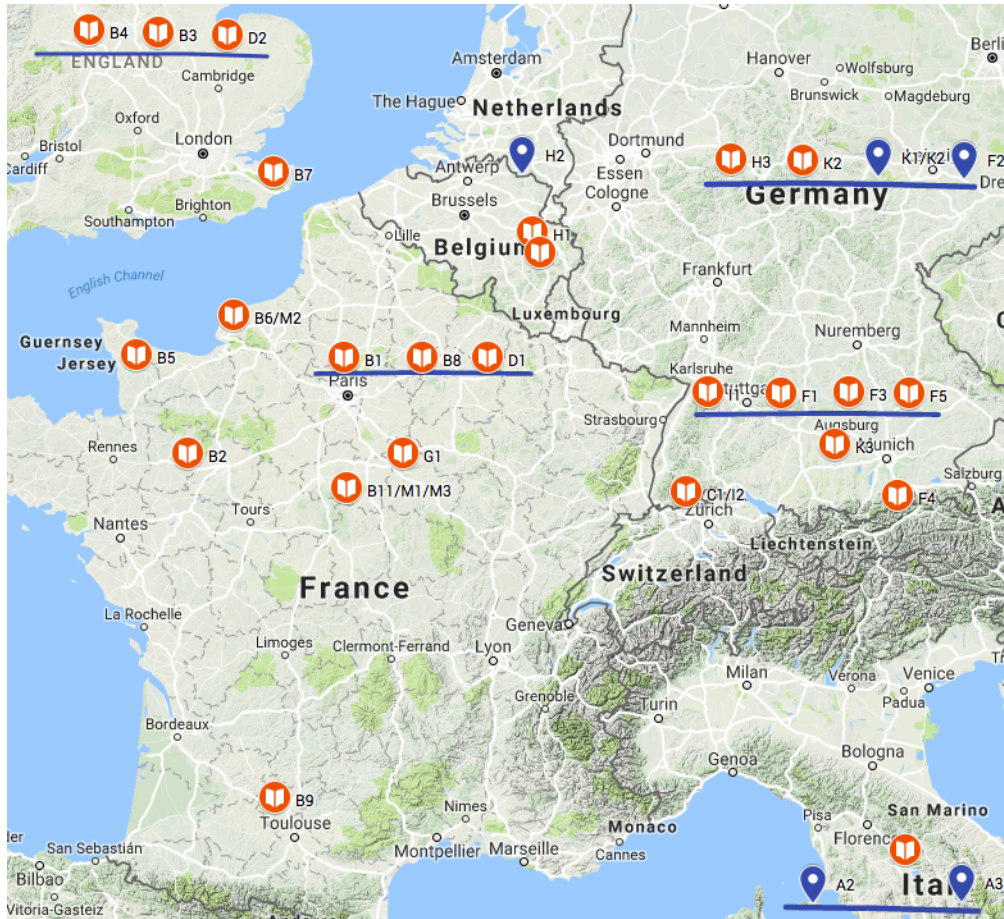 B4
B3
D2
ENGLAND
Cambridge
Oxford
London
Bristol
Cardiff
B7
Southampton
Brighton
English Channel
Amsterdam
The Hague
Netherlands
H2
Antwerp
Brussels
Belgium
H1
Lille
Luxembourg
Hanover
Wolfsburg
Brunswick
Magdeburg
Berli
Dortmund
Essen
Cologne
H3
K2
K1/K2
F2
Dre
Germany
Frankfurt
Mannheim
Nuremberg
Karlsruhe
Stuttga
I1
F1
F3
F5
Strasbourg
Augsburg
K3
Munich
Salzburg
F4
C1/I2
Zürich
Liechtenstein
Switzerland
Geneva
Guernsey
Jersey
B6/M2
B5
B1
B8
D1
Paris
Rennes
B2
G1
B11/M1/M3
Tours
Nantes
France
La Rochelle
Limoges
Clermont-Ferrand
Lyon
Grenoble
Bordeaux
B9
Toulouse
Nimes
Montpellier
Marseille
Cannes
Monaco
Milan
Verona
Venice
Padua
Turin
Genoa
Bologna
San Marino
Pisa
Florenc
Ita
A2
A3
San Sebastián
Bilbao
Vitoria-Gasteiz